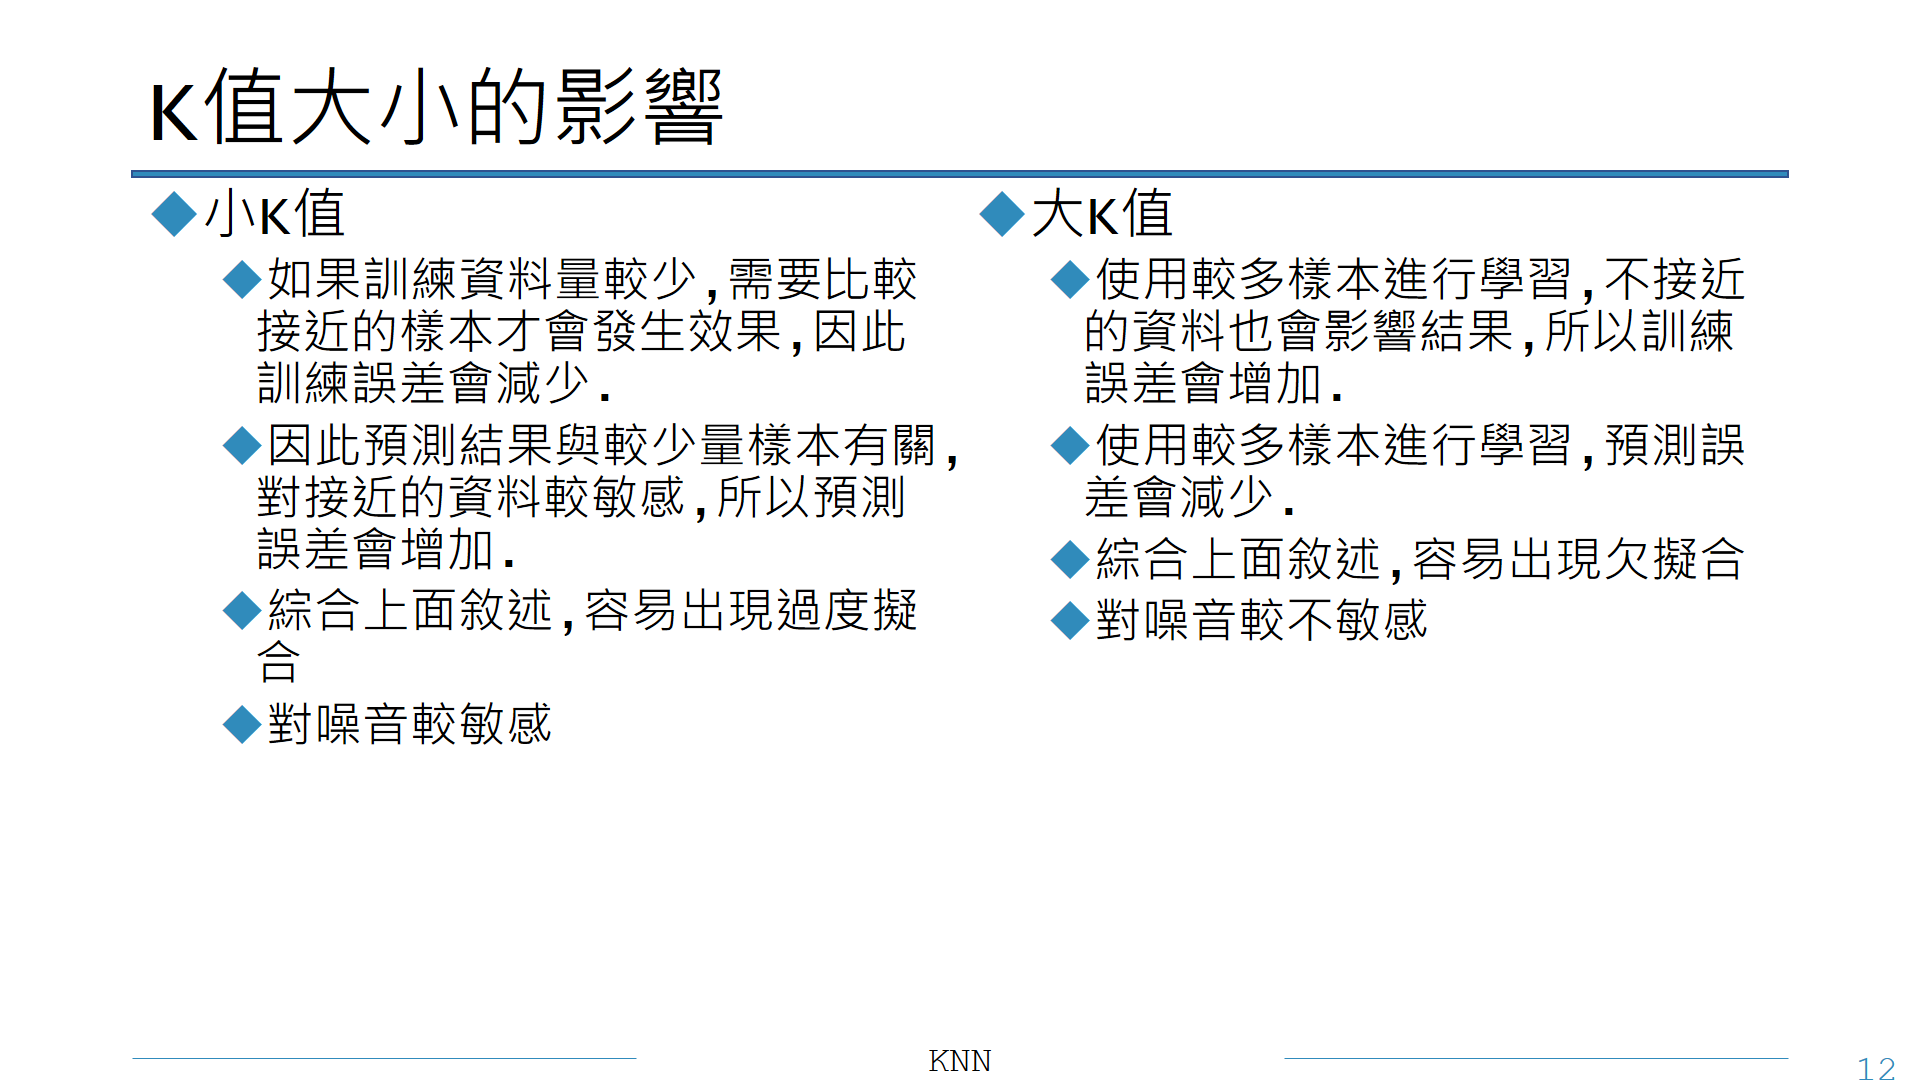 K值大小的影響
小K值
如果訓練資料量較少,需要比較
接近的樣本才會發生效果,因此
訓練誤差會減少.
因此預測結果與較少量樣本有關,
對接近的資料較敏感,所以預測
誤差會增加.
綜合上面敘述,容易出現過度擬
合
對噪音較敏感
大K值
使用較多樣本進行學習,不接近
的資料也會影響結果,所以訓練
誤差會增加.
使用較多樣本進行學習,預測誤
差會減少.
綜合上面敘述,容易出現欠擬合
對噪音較不敏感
KNN
12